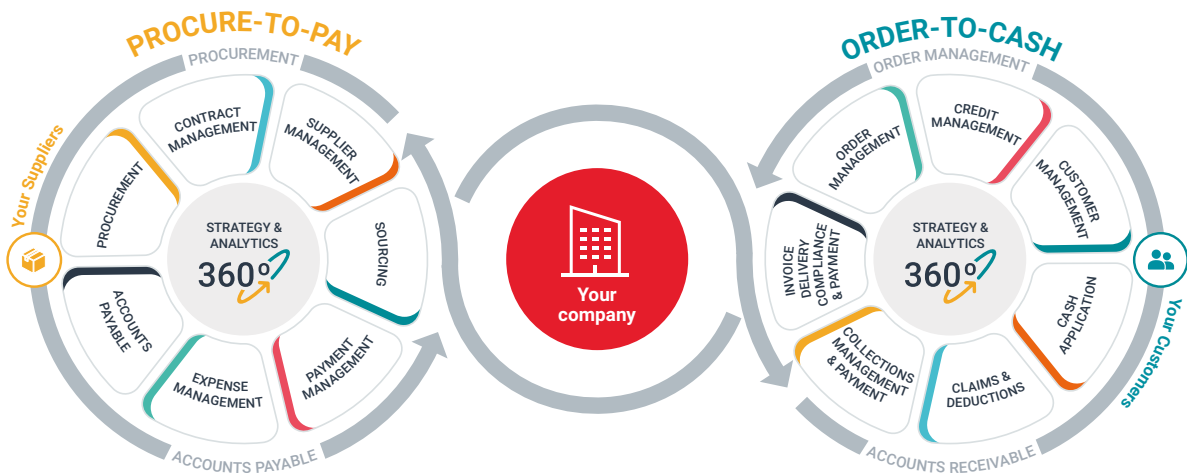 PROCURE-TO-PAY
PROCUREMENT
Your Suppliers
CONTRACT
MANAGEMENT
SUPPLIER
MANAGEMENT
PROCUREMENT
SOURCING
STRATEGY &
ANALYTICS
360º
ACCOUNTS
PAYABLE
EXPENSE
MANAGEMENT
PAYMENT
MANAGEMENT
ACCOUNTS PAYABLE
Your
company
ORDER-TO-CASH
ORDER MANAGEMENT
ORDER
MANAGEMENT
CREDIT
MANAGEMENT
CUSTOMER
MANAGEMENT
INVOICE
DELIVERY
COMPLIANCE
& PAYMENT
STRATEGY &
ANALYTICS
360º
CASH
APPLICATION
COLLECTIONS
MANAGEMENT
& PAYMENT
CLAIMS &
DEDUCTIONS
Your Customers
ACCOUNTS RECEIVABLE